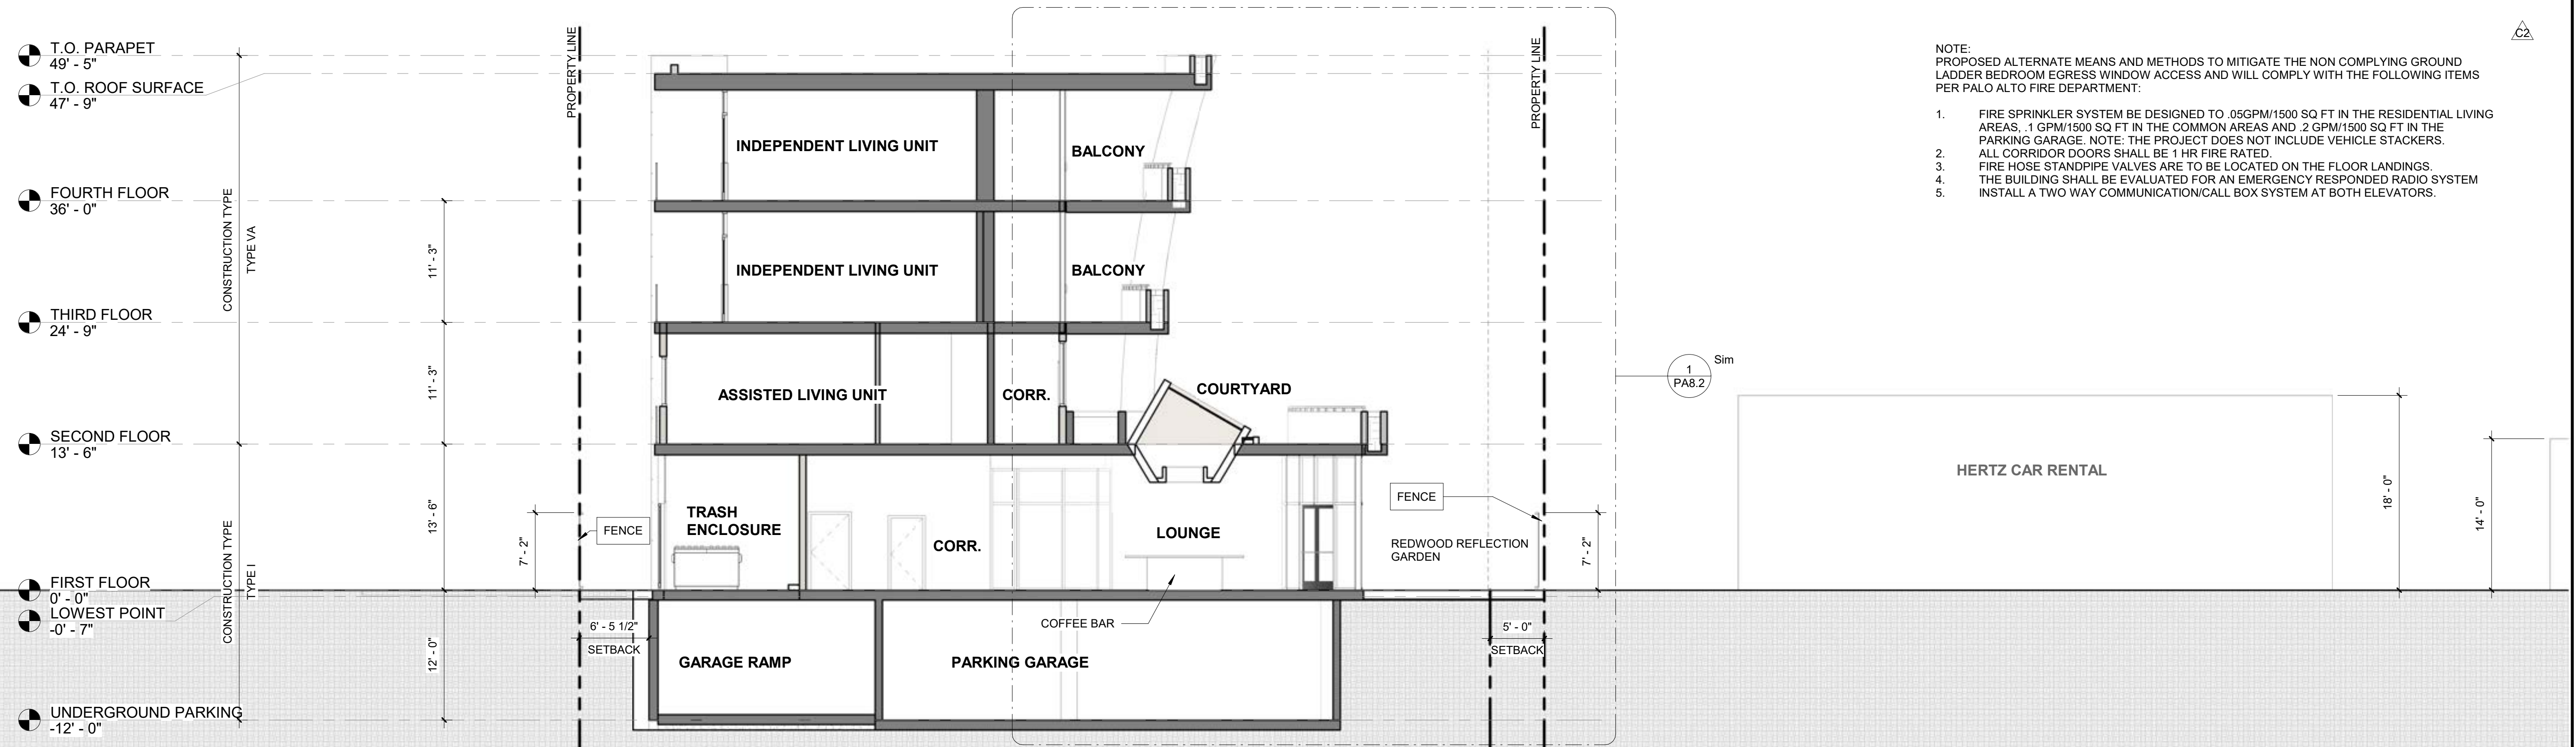 C2
NOTE:
PROPOSED ALTERNATE MEANS AND METHODS TO MITIGATE THE NON COMPLYING GROUND
LADDER BEDROOM EGRESS WINDOW ACCESS AND WILL COMPLY WITH THE FOLLOWING ITEMS
PER PALO ALTO FIRE DEPARTMENT:
1. FIRE SPRINKLER SYSTEM BE DESIGNED TO .05GPM/1500 SQ FT IN THE RESIDENTIAL LIVING
AREAS, .1 GPM/1500 SQ FT IN THE COMMON AREAS AND .2 GPM/1500 SQ FT IN THE
PARKING GARAGE. NOTE: THE PROJECT DOES NOT INCLUDE VEHICLE STACKERS.
2. ALL CORRIDOR DOORS SHALL BE 1 HR FIRE RATED.
3. FIRE HOSE STANDPIPE VALVES ARE TO BE LOCATED ON THE FLOOR LANDINGS.
4. THE BUILDING SHALL BE EVALUATED FOR AN EMERGENCY RESPONDED RADIO SYSTEM
5. INSTALL A TWO WAY COMMUNICATION/CALL BOX SYSTEM AT BOTH ELEVATORS.
T.O. PARAPET
49' - 5"
T.O. ROOF SURFACE
47' - 9"
FOURTH FLOOR
36' - 0"
THIRD FLOOR
24' - 9"
SECOND FLOOR
13' - 6"
FIRST FLOOR
0' - 0"
LOWEST POINT
-0' - 7"
UNDERGROUND PARKING
-12' - 0"
CONSTRUCTION TYPE
TYPE VA
CONSTRUCTION TYPE
TYPE I
11' - 3"
11' - 3"
13' - 6"
12' - 0"
7' - 2"
PROPERTY LINE
PROPERTY LINE
INDEPENDENT LIVING UNIT
BALCONY
INDEPENDENT LIVING UNIT
BALCONY
ASSISTED LIVING UNIT
CORR.
COURTYARD
FENCE
TRASH
ENCLOSURE
CORR.
LOUNGE
FENCE
REDWOOD REFLECTION
GARDEN
7' - 2"
COFFEE BAR
6' - 5 1/2"
SETBACK
5' - 0"
SETBACK
GARAGE RAMP
PARKING GARAGE
1
PA8.2
Sim
HERTZ CAR RENTAL
18' - 0"
14' - 0"